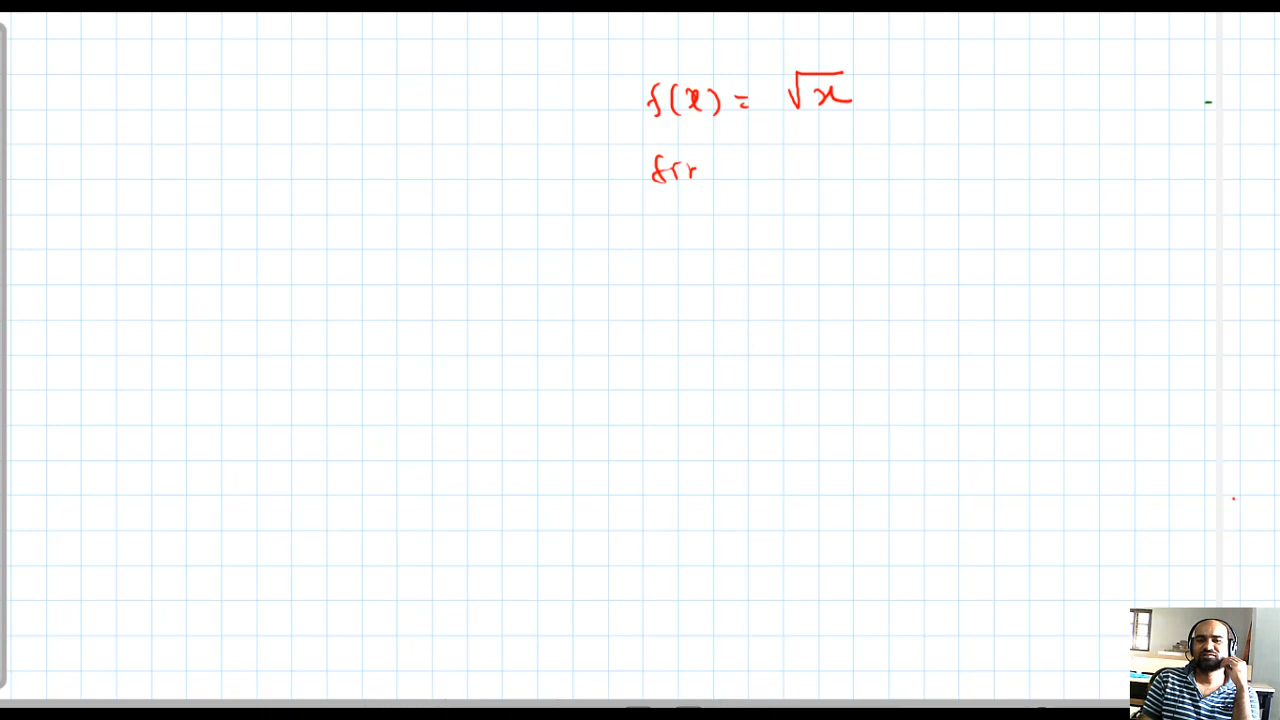 f(x) = √x